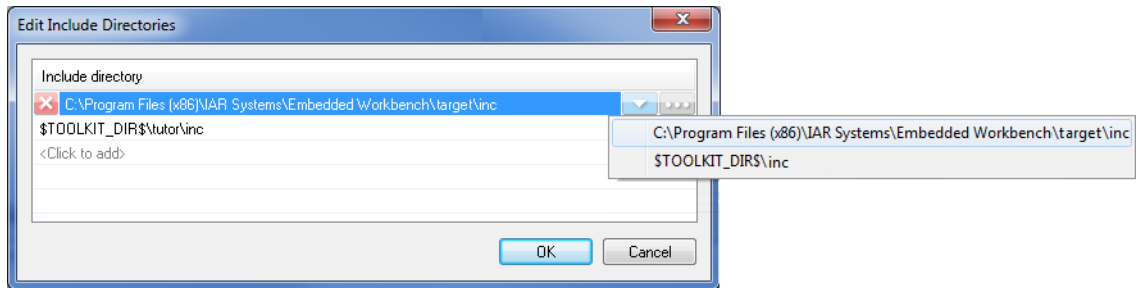 Edit Include Directories
Include directory
C:\Program Files (x86)\IAR Systems\Embedded Workbench\target\inc
$TOOLKIT_DIR$\tutor\inc
<Click to add>
C:\Program Files (x86)\IAR Systems\Embedded Workbench\target\inc
$TOOLKIT_DIR$\inc
OK
Cancel